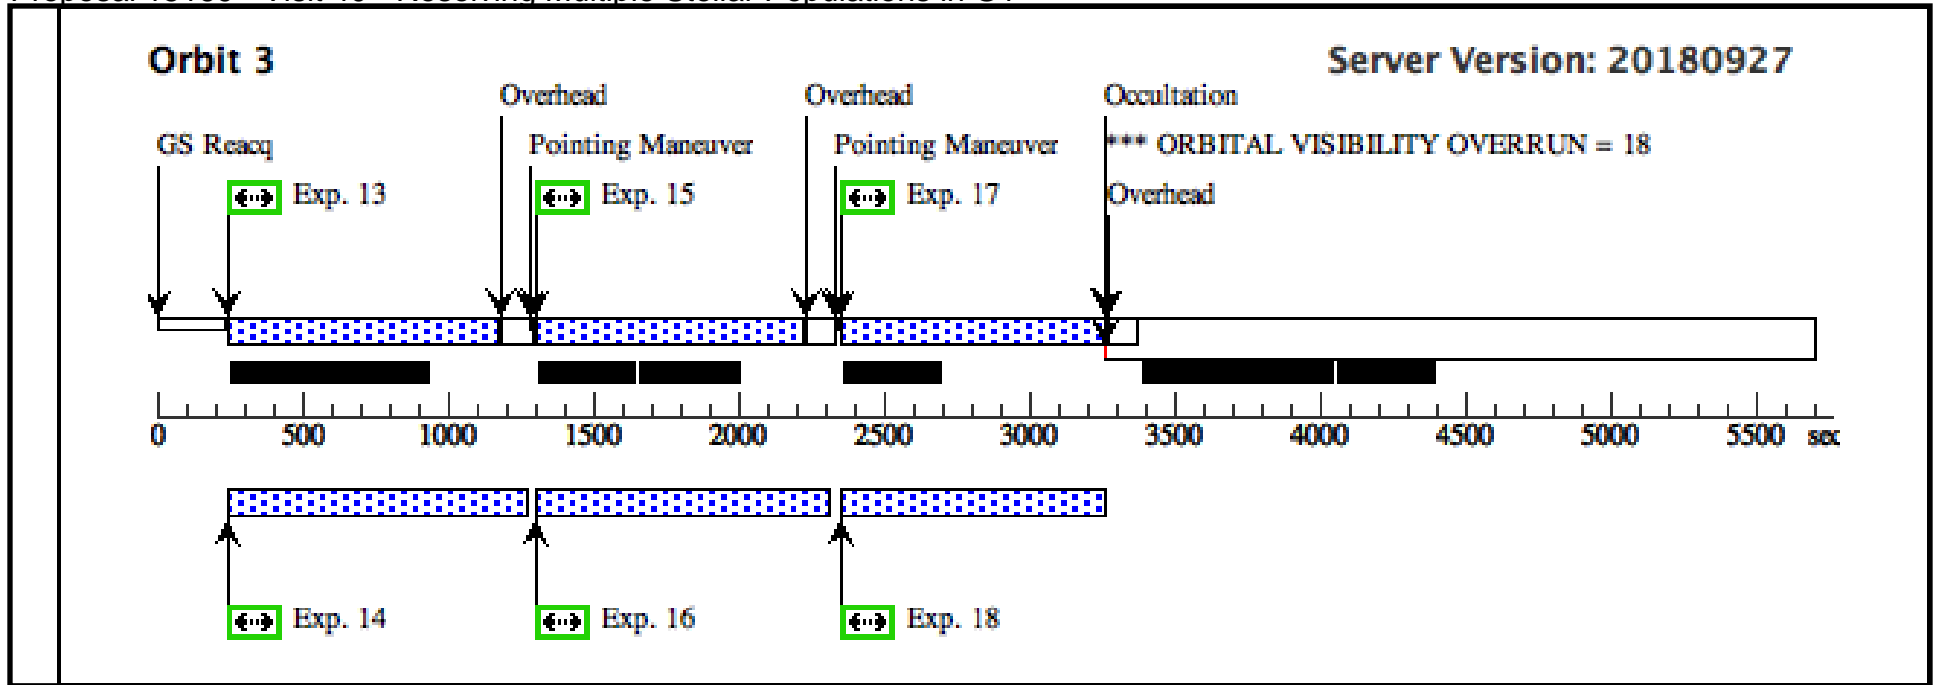 Orbit 3
Server Version: 20180927
Overhead Overhead Occultation
GS Reacq Pointing Maneuver Pointing Maneuver *** ORBITAL VISIBILITY OVERRUN = 18
Exp. 13 Exp. 15 Exp. 17 Overhead
0 500 1000 1500 2000 2500 3000 3500 4000 4500 5000 5500 sec
Exp. 14 Exp. 16 Exp. 18